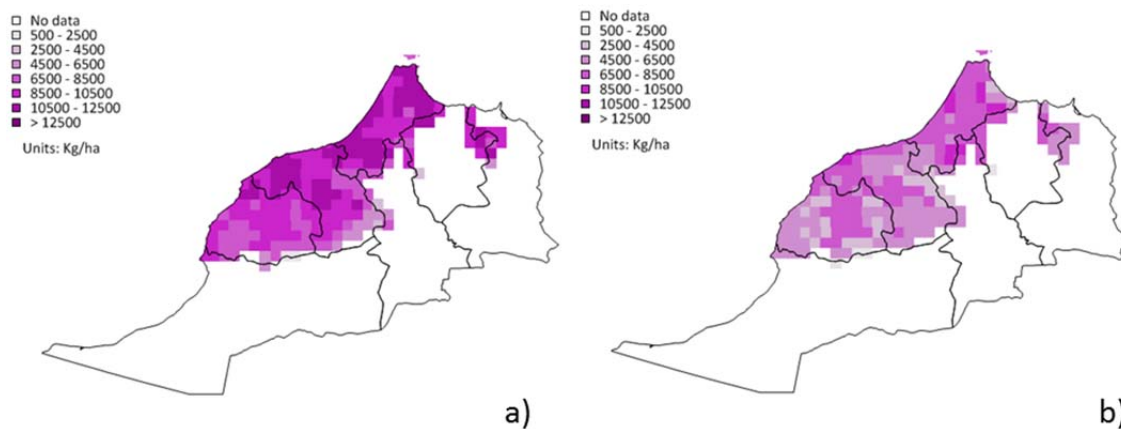 No data
500 - 2500
2500 - 4500
4500 - 6500
6500 - 8500
8500 - 10500
10500 - 12500
> 12500
Units: Kg/ha
a)
No data
500 - 2500
2500 - 4500
4500 - 6500
6500 - 8500
8500 - 10500
10500 - 12500
> 12500
Units: Kg/ha
b)